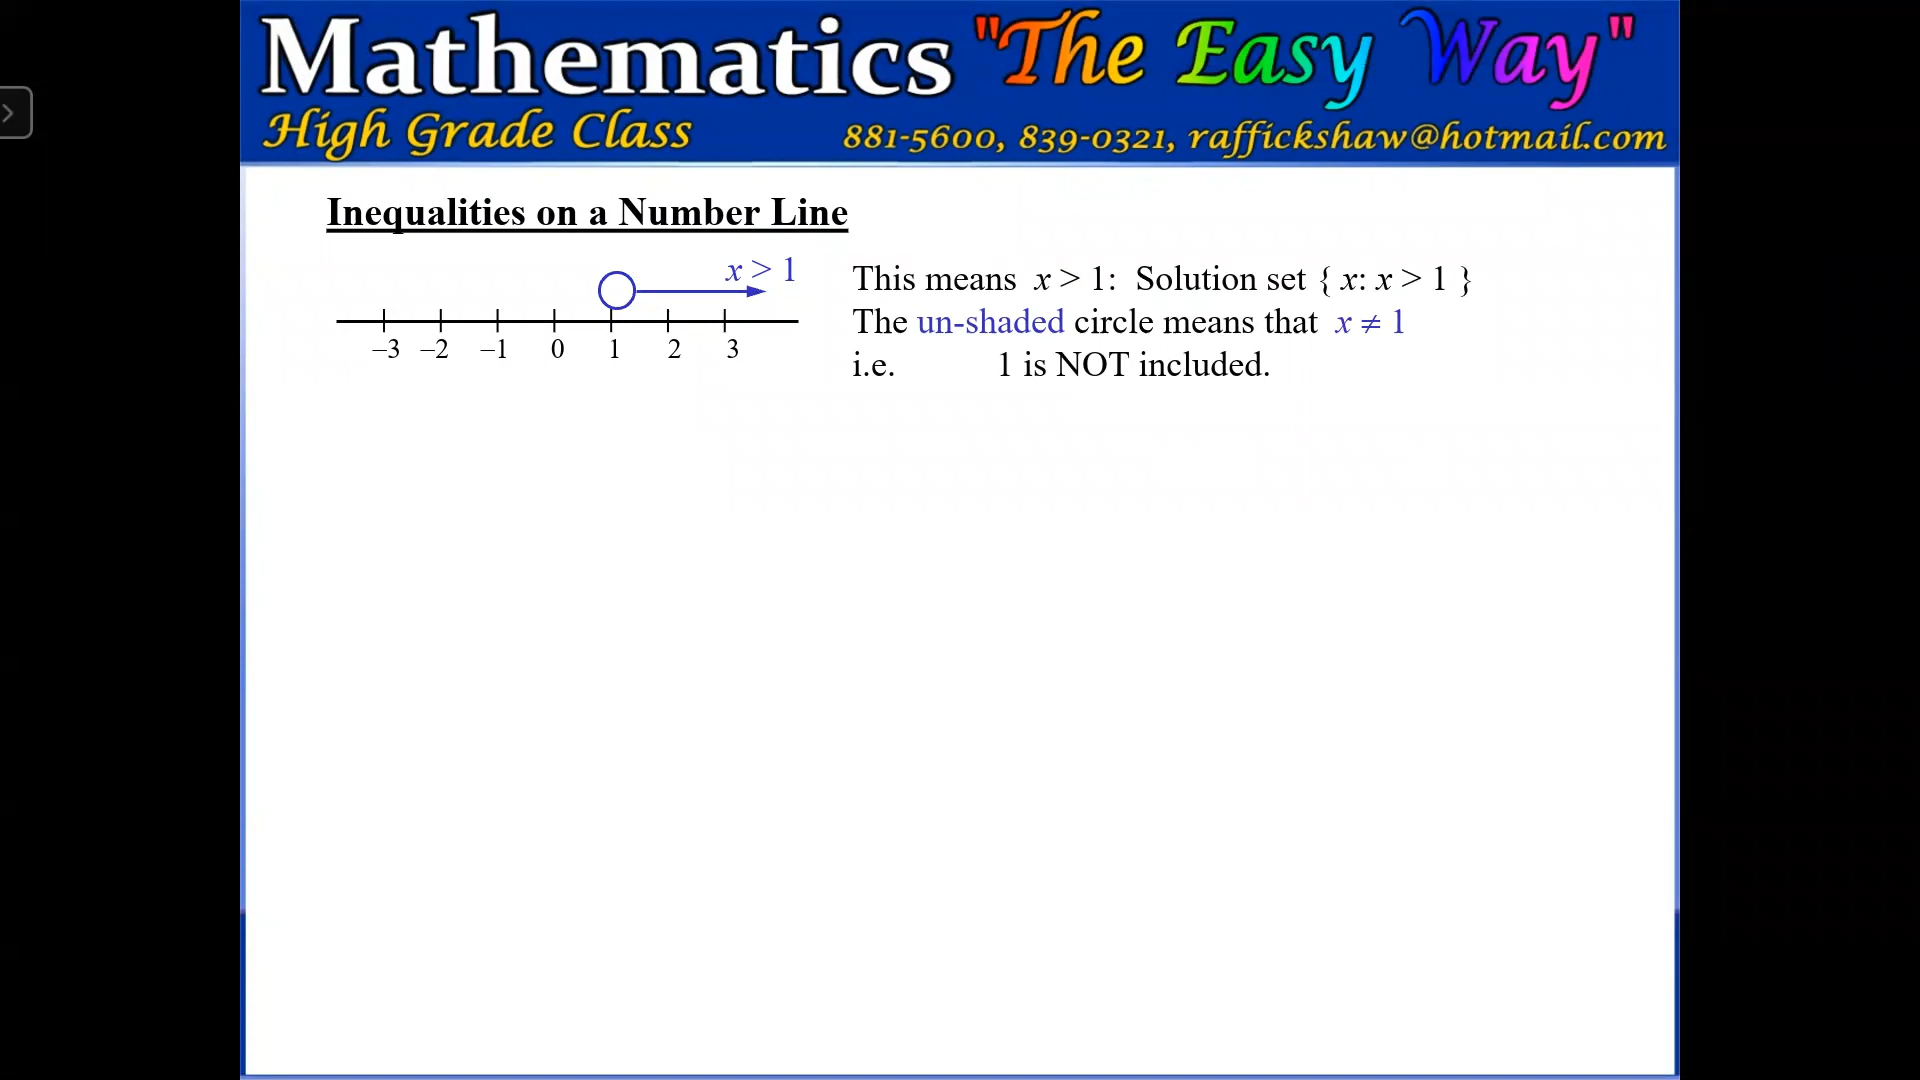 Mathematics "The Easy Way"
High Grade Class 881-5600, 839-0321, raffickshaw@hotmail.com
Inequalities on a Number Line
x > 1
–3 –2 –1 0 1 2 3
This means x > 1: Solution set { x: x > 1 }
The un-shaded circle means that x ≠ 1
i.e. 1 is NOT included.